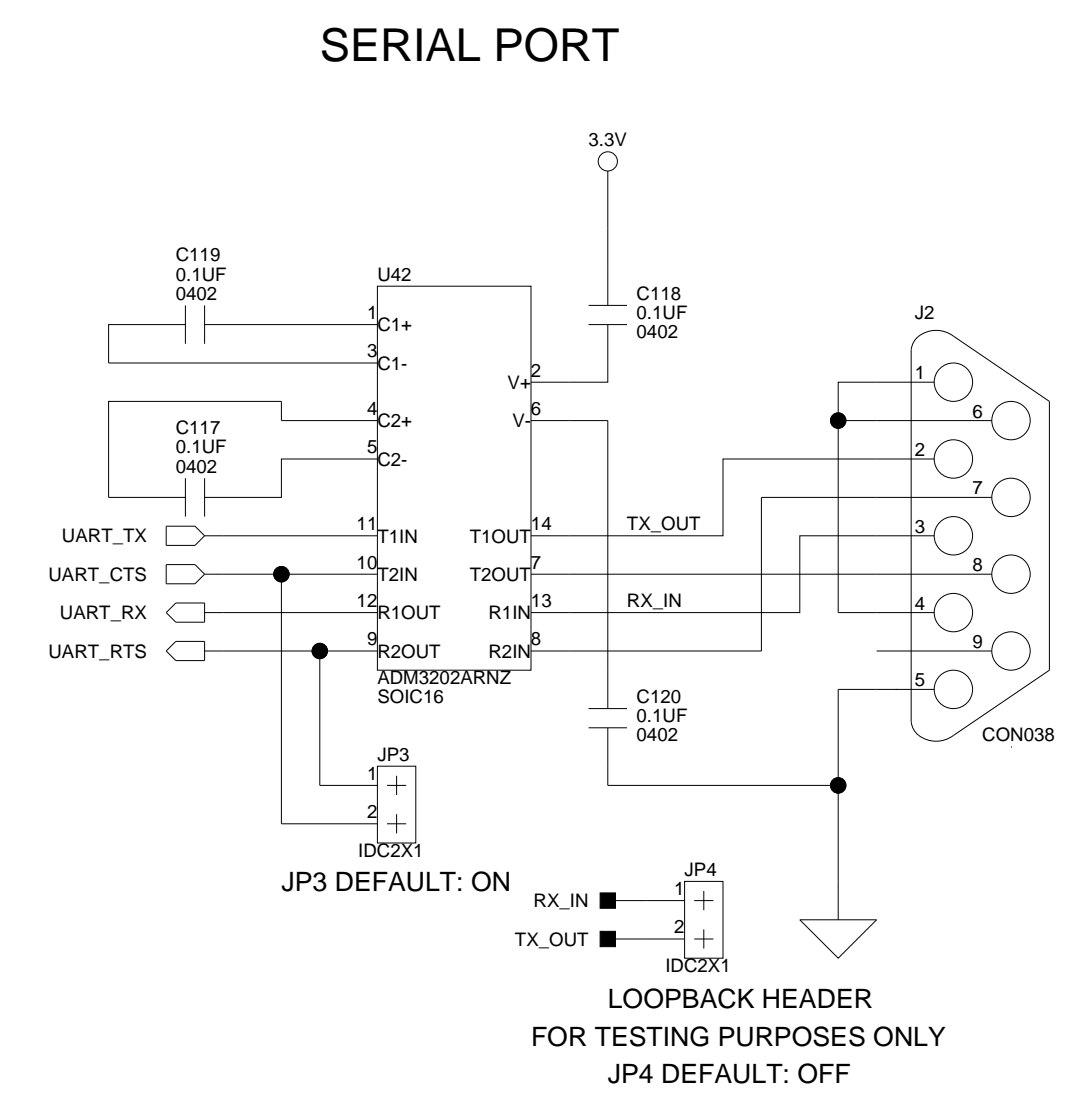 SERIAL PORT
3.3V
C119
0.1UF
0402
U42
C118
0.1UF
0402
J2
1
C1+
3
C1-
V+
2
4
C2+
V-
6
C117
0.1UF
0402
5
C2-
1
6
2
7
3
8
4
9
5
UART_TX
11
T1IN
T1OUT
14
TX_OUT
UART_CTS
10
T2IN
T2OUT
7
UART_RX
12
R1OUT
R1IN
13
RX_IN
UART_RTS
9
R2OUT
R2IN
8
ADM3202ARNZ
SOIC16
C120
0.1UF
0402
CON038
JP3
1
2
IDC2X1
JP3 DEFAULT: ON
JP4
RX_IN
1
TX_OUT
2
IDC2X1
LOOPBACK HEADER
FOR TESTING PURPOSES ONLY
JP4 DEFAULT: OFF